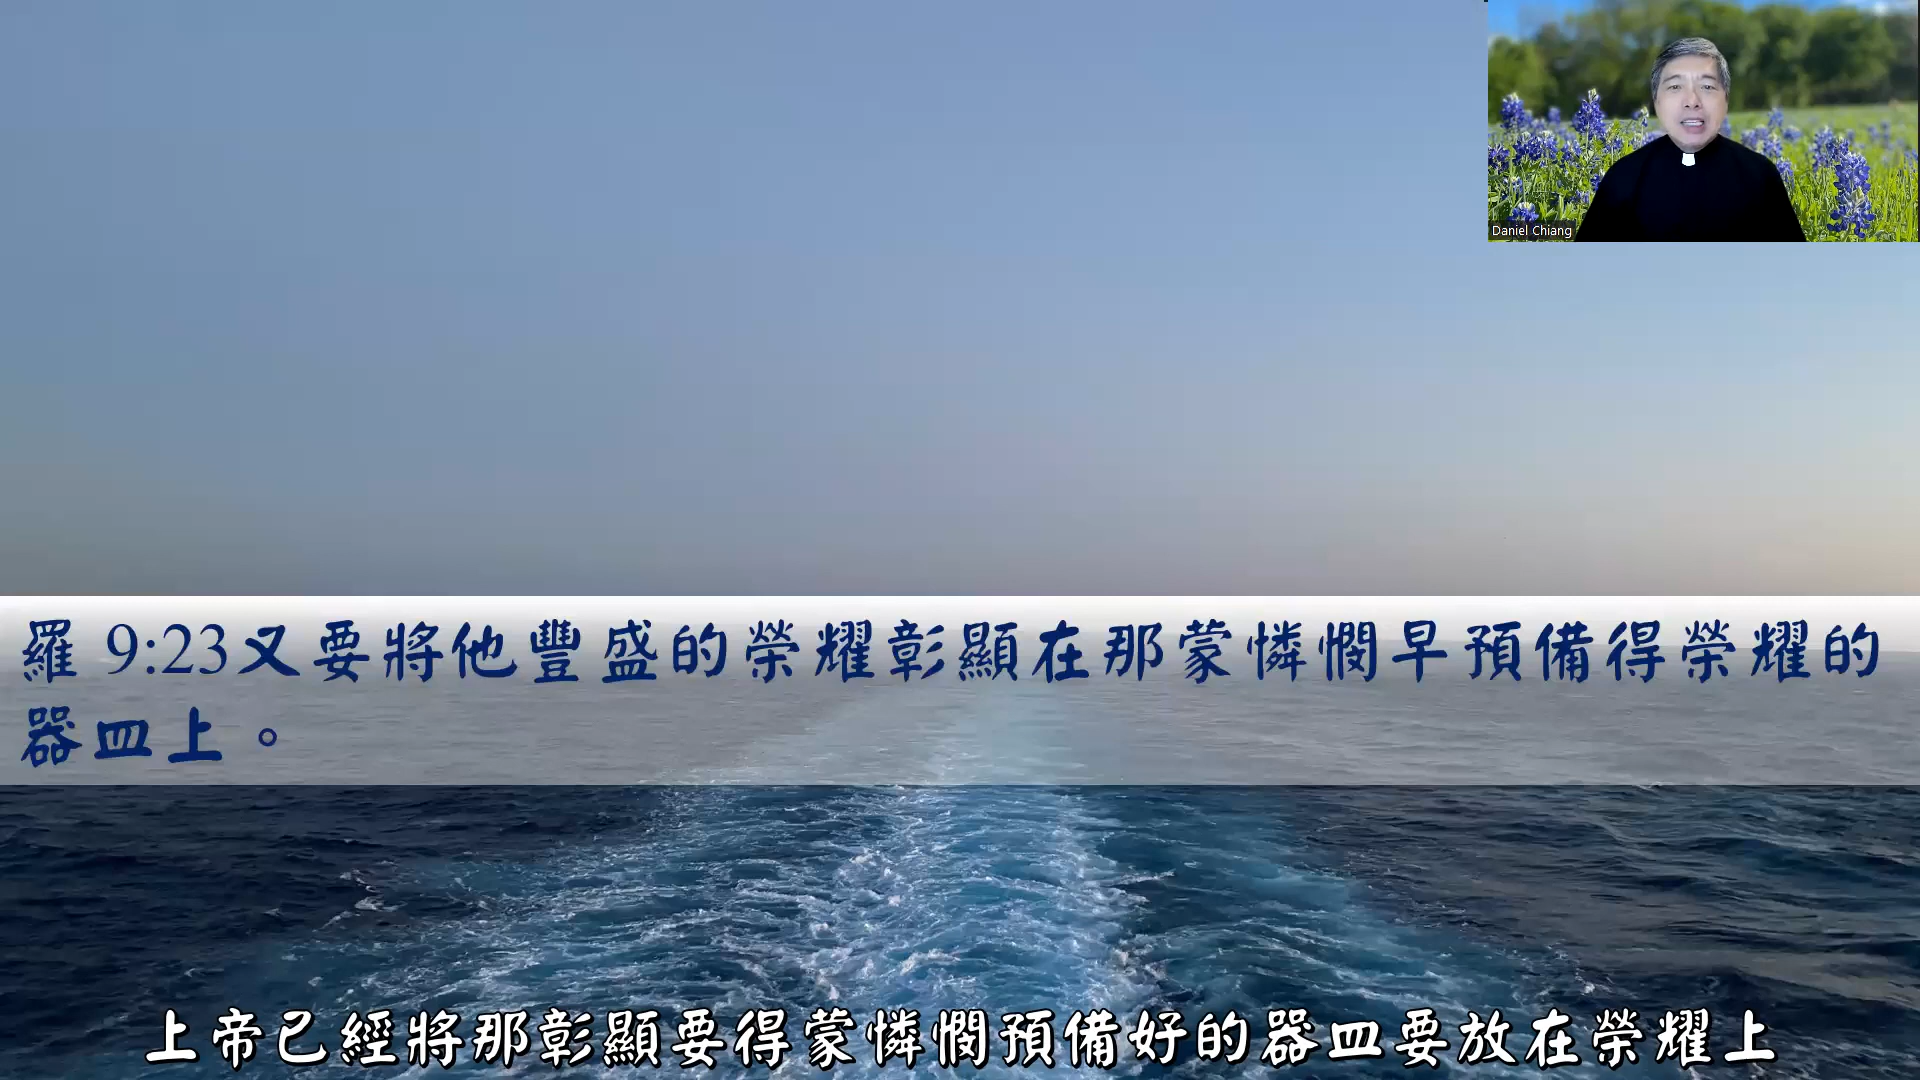 Daniel Chiang
羅 9:23又要將他豐盛的榮耀彰顯在那蒙憐憫早預備得榮耀的
器皿上。
上帝已經將那彰顯要得蒙憐憫預備好的器皿要放在榮耀上